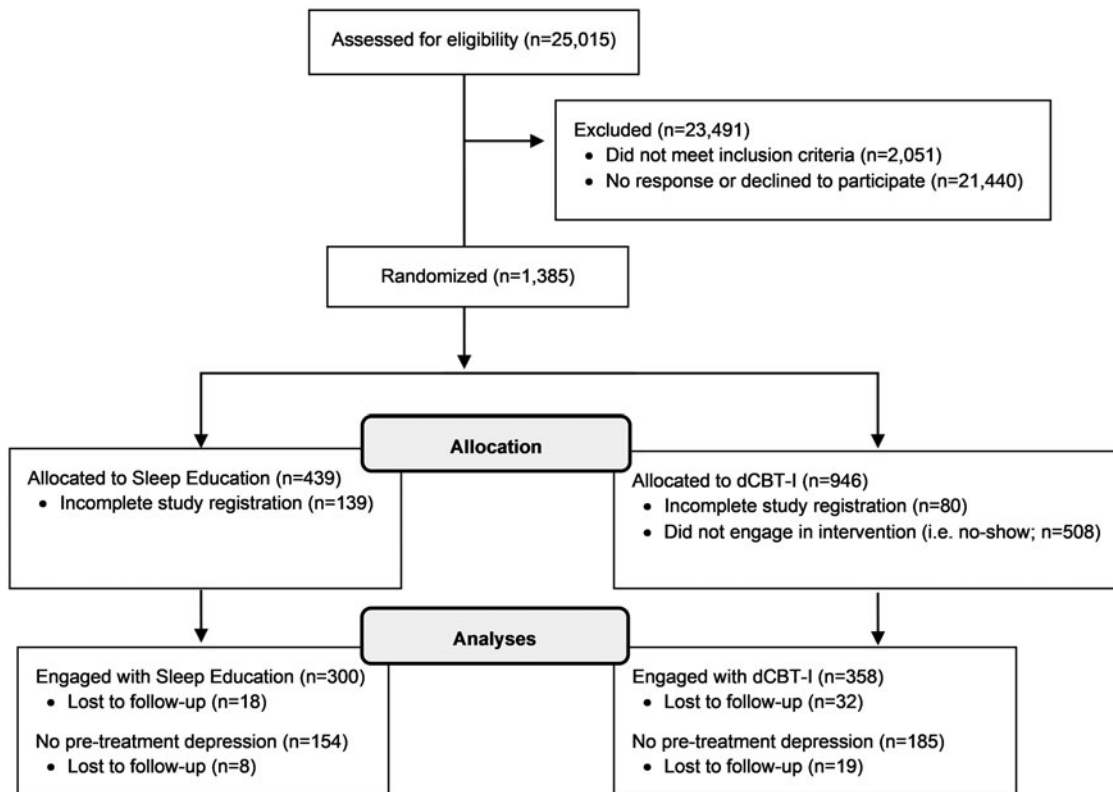 Assessed for eligibility (n=25,015)
Excluded (n=23,491)
• Did not meet inclusion criteria (n=2,051)
• No response or declined to participate (n=21,440)
Randomized (n=1,385)
Allocation
Allocated to Sleep Education (n=439)
• Incomplete study registration (n=139)
Allocated to dCBT-I (n=946)
• Incomplete study registration (n=80)
• Did not engage in intervention (i.e. no-show; n=508)
Analyses
Engaged with Sleep Education (n=300)
• Lost to follow-up (n=18)
No pre-treatment depression (n=154)
• Lost to follow-up (n=8)
Engaged with dCBT-I (n=358)
• Lost to follow-up (n=32)
No pre-treatment depression (n=185)
• Lost to follow-up (n=19)